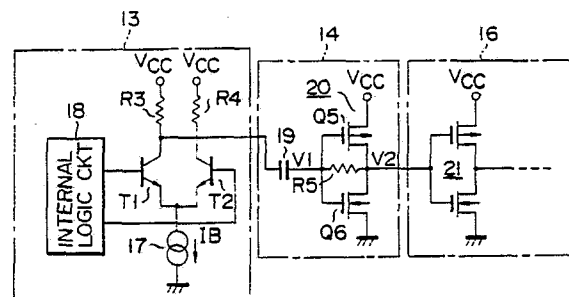 13
14
16
VCC
VCC
VCC
VCC
R3
R4
20
18
Q5
INTERNAL
LOGIC CKT
19
V1
V2
21
T1
T2
R5
Q6
17
IB